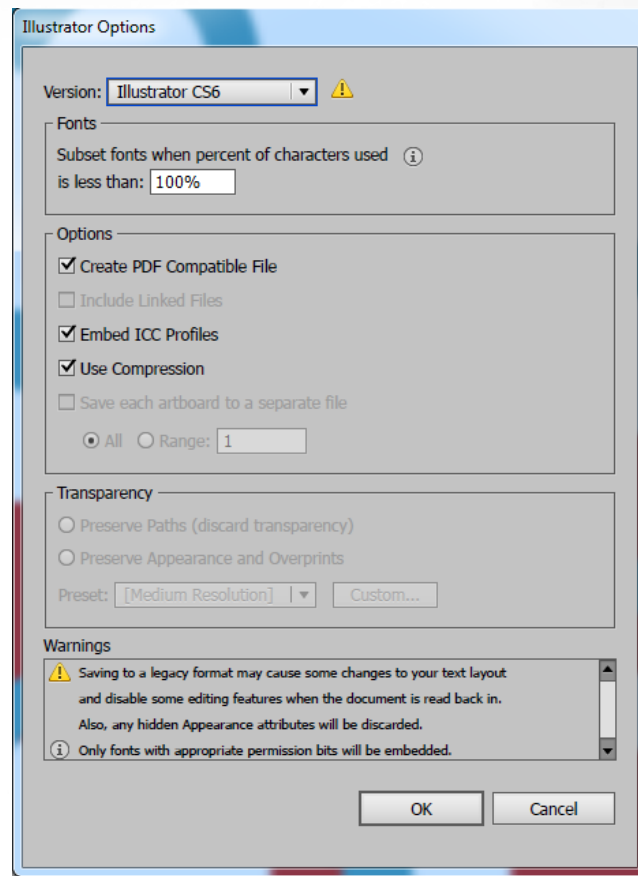 Illustrator Options
Version: Illustrator CS6
Fonts
Subset fonts when percent of characters used
is less than: 100%
Options
Create PDF Compatible File
Include Linked Files
Embed ICC Profiles
Use Compression
Save each artboard to a separate file
All Range: 1
Transparency
Preserve Paths (discard transparency)
Preserve Appearance and Overprints
Preset: [Medium Resolution] Custom...
Warnings
Saving to a legacy format may cause some changes to your text layout
and disable some editing features when the document is read back in.
Also, any hidden Appearance attributes will be discarded.
Only fonts with appropriate permission bits will be embedded.
OK Cancel